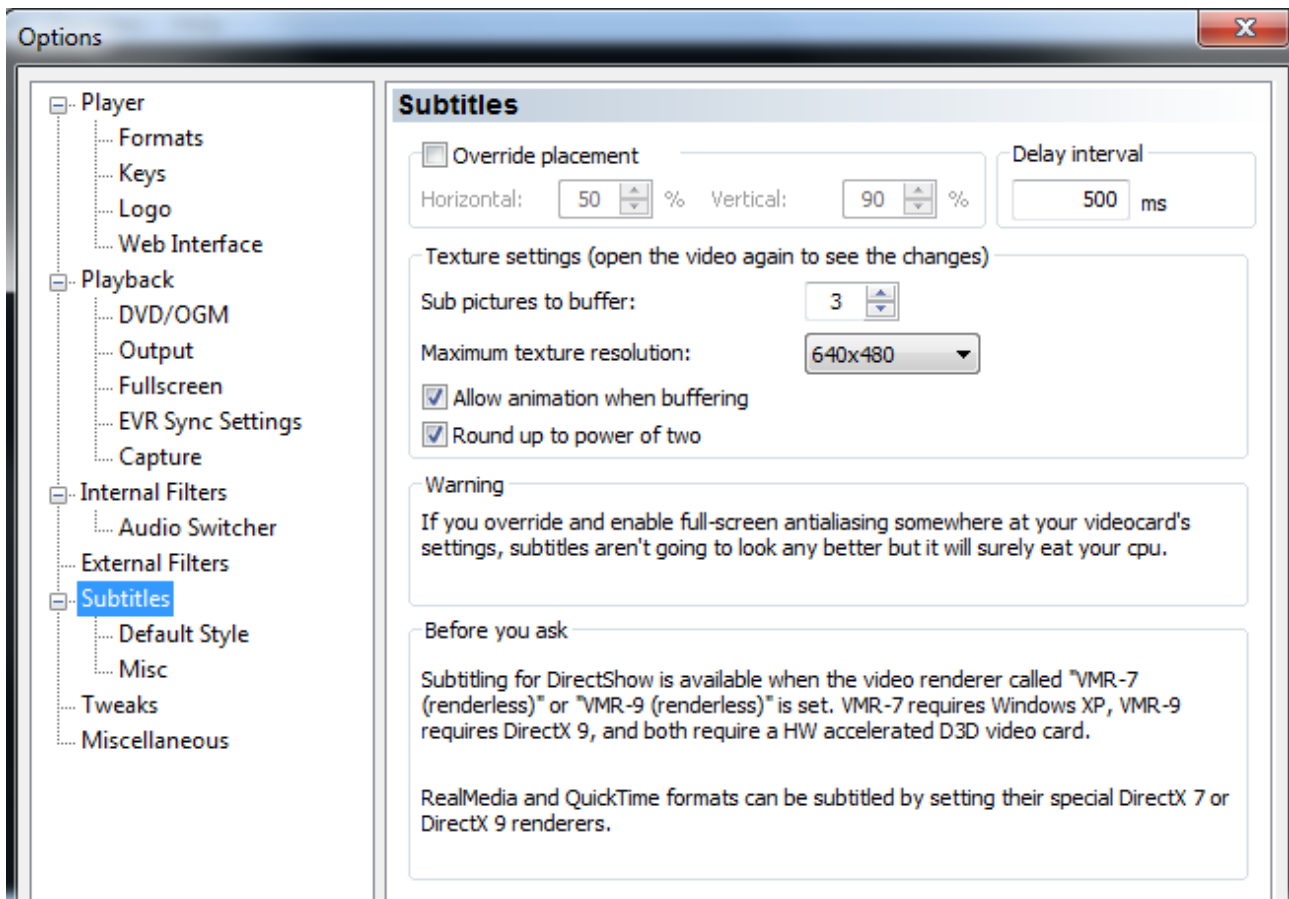 Options
Player
Formats
Keys
Logo
Web Interface
Playback
DVD/OGM
Output
Fullscreen
EVR Sync Settings
Capture
Internal Filters
Audio Switcher
External Filters
Subtitles
Default Style
Misc
Tweaks
Miscellaneous
Subtitles
Override placement
Horizontal: 50 % Vertical: 90 %
Delay interval
500 ms
Texture settings (open the video again to see the changes)
Sub pictures to buffer: 3
Maximum texture resolution: 640x480
Allow animation when buffering
Round up to power of two
Warning
If you override and enable full-screen antialiasing somewhere at your videocard's
settings, subtitles aren't going to look any better but it will surely eat your cpu.
Before you ask
Subtitling for DirectShow is available when the video renderer called "VMR-7
(renderless)" or "VMR-9 (renderless)" is set. VMR-7 requires Windows XP, VMR-9
requires DirectX 9, and both require a HW accelerated D3D video card.
RealMedia and QuickTime formats can be subtitled by setting their special DirectX 7 or
DirectX 9 renderers.